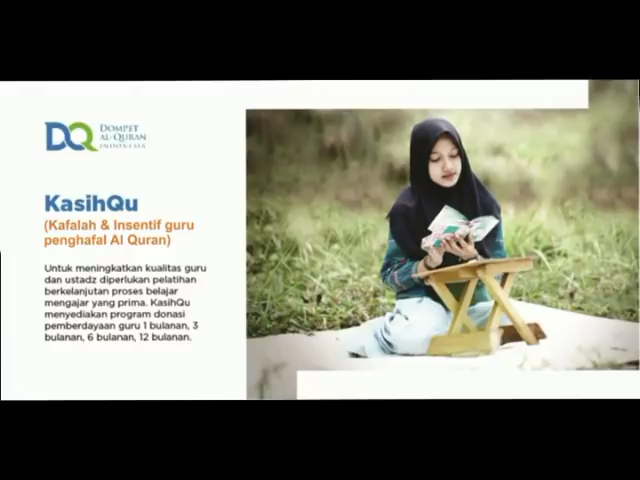 DQ DOMPET
AL-QURAN
INDONESIA
KasihQu
(Kafalah & Insentif guru
penghafal Al Quran)
Untuk meningkatkan kualitas guru
dan ustadz diperlukan pelatihan
berkelanjutan proses belajar
mengajar yang prima. KasihQu
menyediakan program donasi
pemberdayaan guru 1 bulanan, 3
bulanan, 6 bulanan, 12 bulanan.